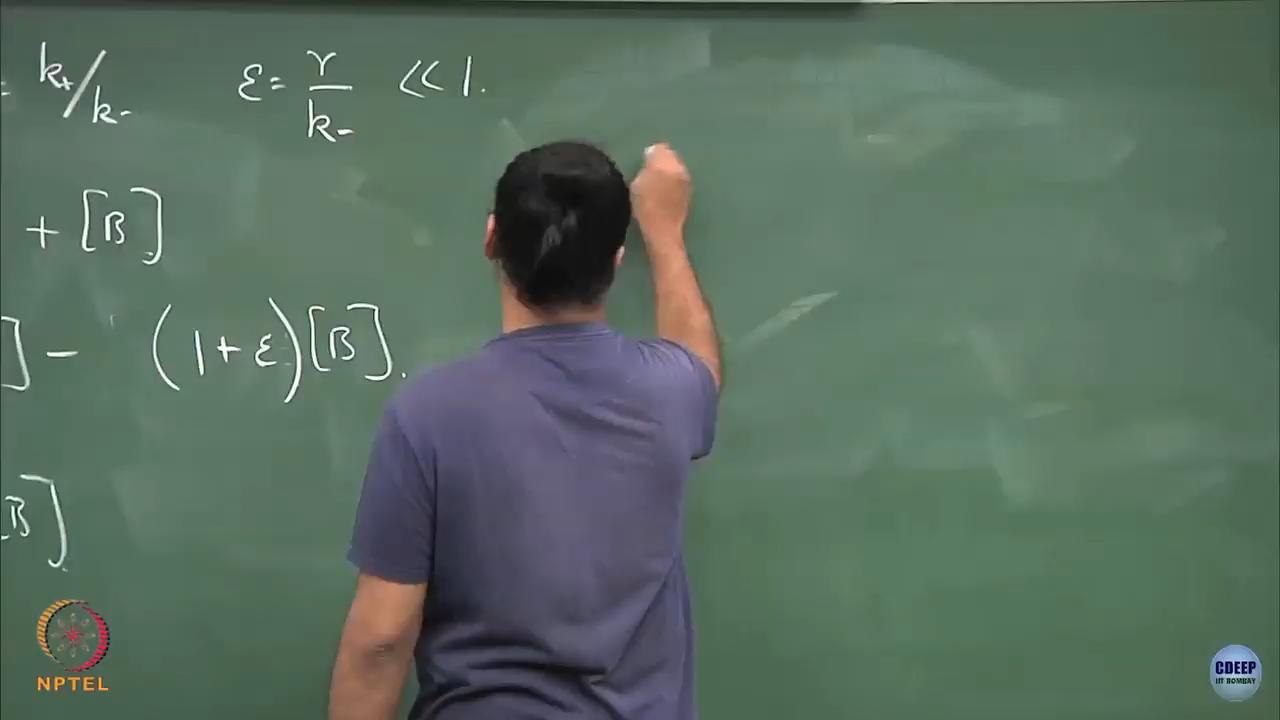 = k+/k- ε = r/k- << 1.
+ [B]
] - (1+ε)[B].
[B]
NPTEL
CDEEP
IIT BOMBAY